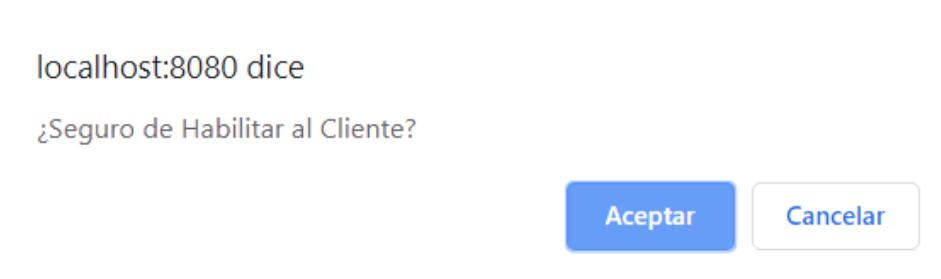 localhost:8080 dice
¿Seguro de Habilitar al Cliente?
Aceptar Cancelar